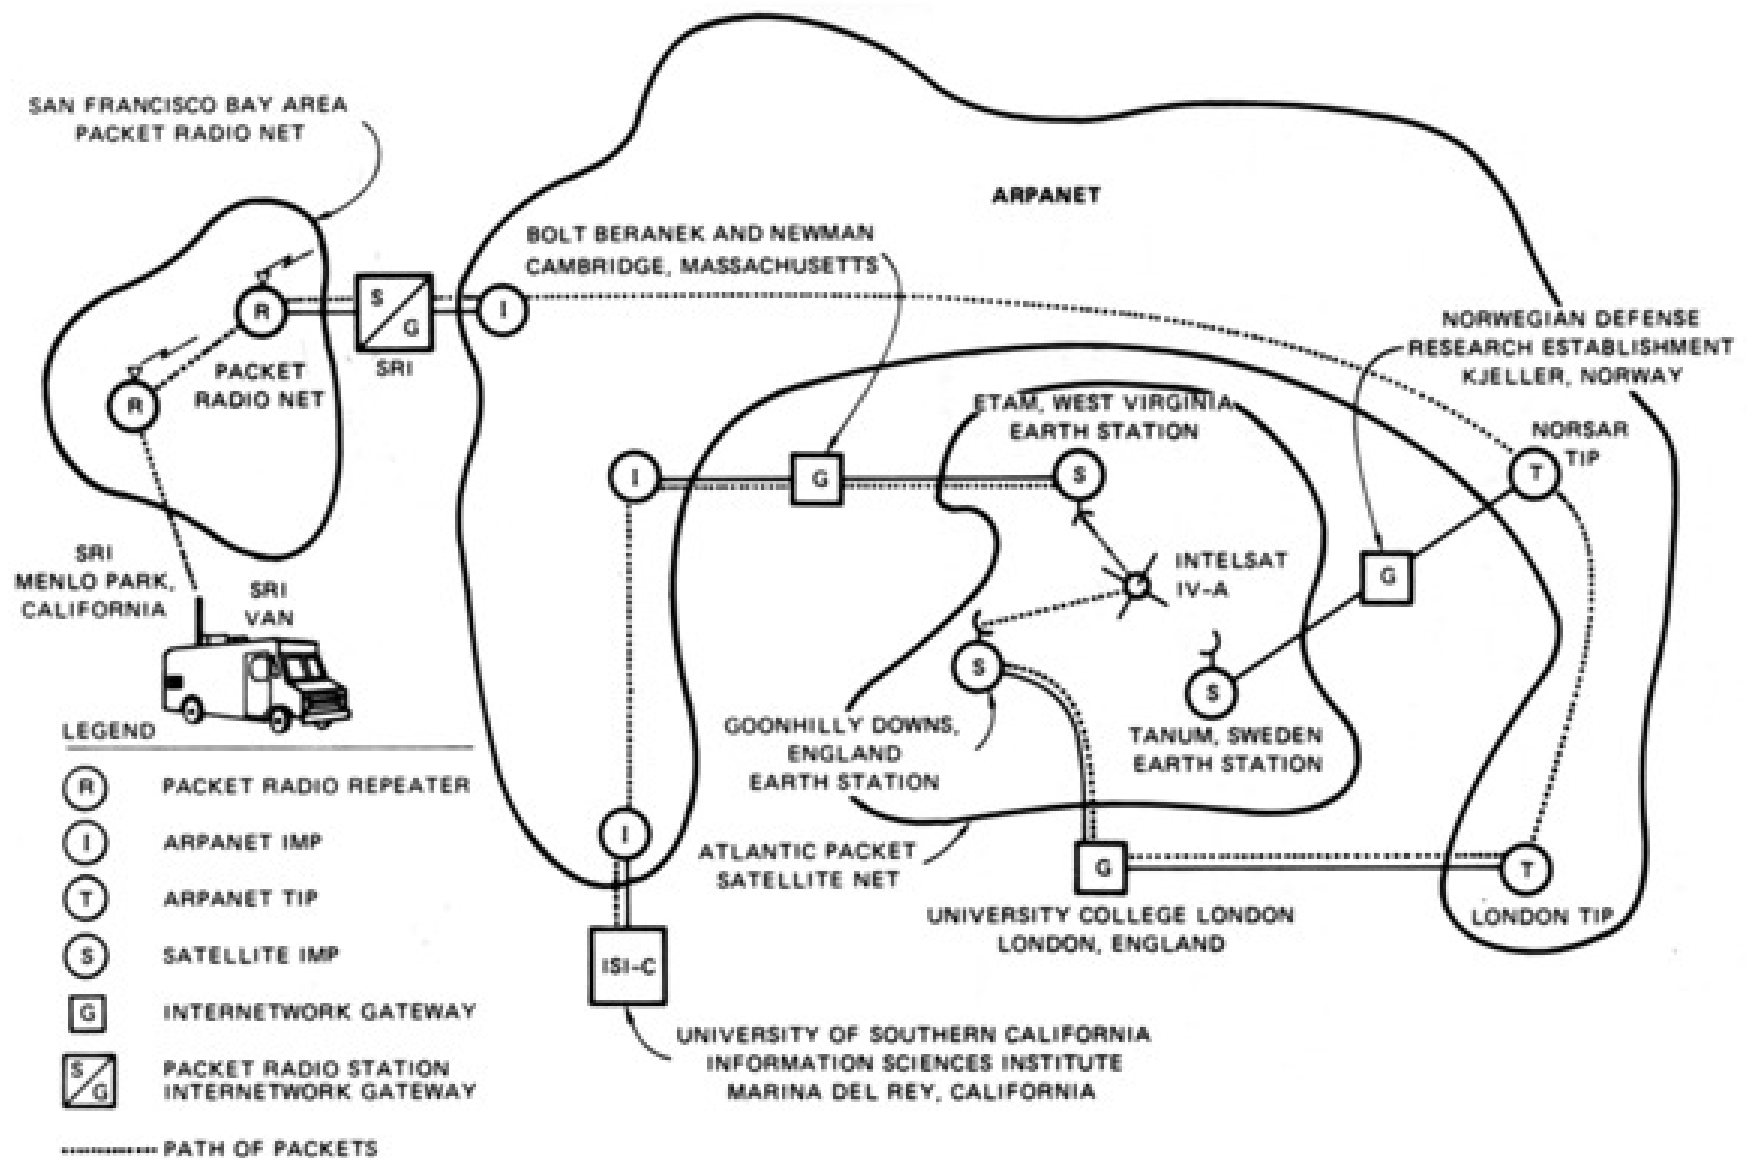 SAN FRANCISCO BAY AREA
PACKET RADIO NET
ARPANET
BOLT BERANEK AND NEWMAN
CAMBRIDGE, MASSACHUSETTS
NORWEGIAN DEFENSE
RESEARCH ESTABLISHMENT
KJELLER, NORWAY
R
S
G
I
SRI
PACKET
RADIO NET
R
ETAM, WEST VIRGINIA
EARTH STATION
NORSAR
TIP
I
G
S
T
SRI
MENLO PARK,
CALIFORNIA
SRI
VAN
INTELSAT
IV-A
G
S
S
GOONHILLY DOWNS,
ENGLAND
EARTH STATION
TANUM, SWEDEN
EARTH STATION
I
ATLANTIC PACKET
SATELLITE NET
G
T
UNIVERSITY COLLEGE LONDON
LONDON, ENGLAND
LONDON TIP
ISI-C
UNIVERSITY OF SOUTHERN CALIFORNIA
INFORMATION SCIENCES INSTITUTE
MARINA DEL REY, CALIFORNIA
LEGEND
R PACKET RADIO REPEATER
I ARPANET IMP
T ARPANET TIP
S SATELLITE IMP
G INTERNETWORK GATEWAY
S/G PACKET RADIO STATION
INTERNETWORK GATEWAY
PATH OF PACKETS